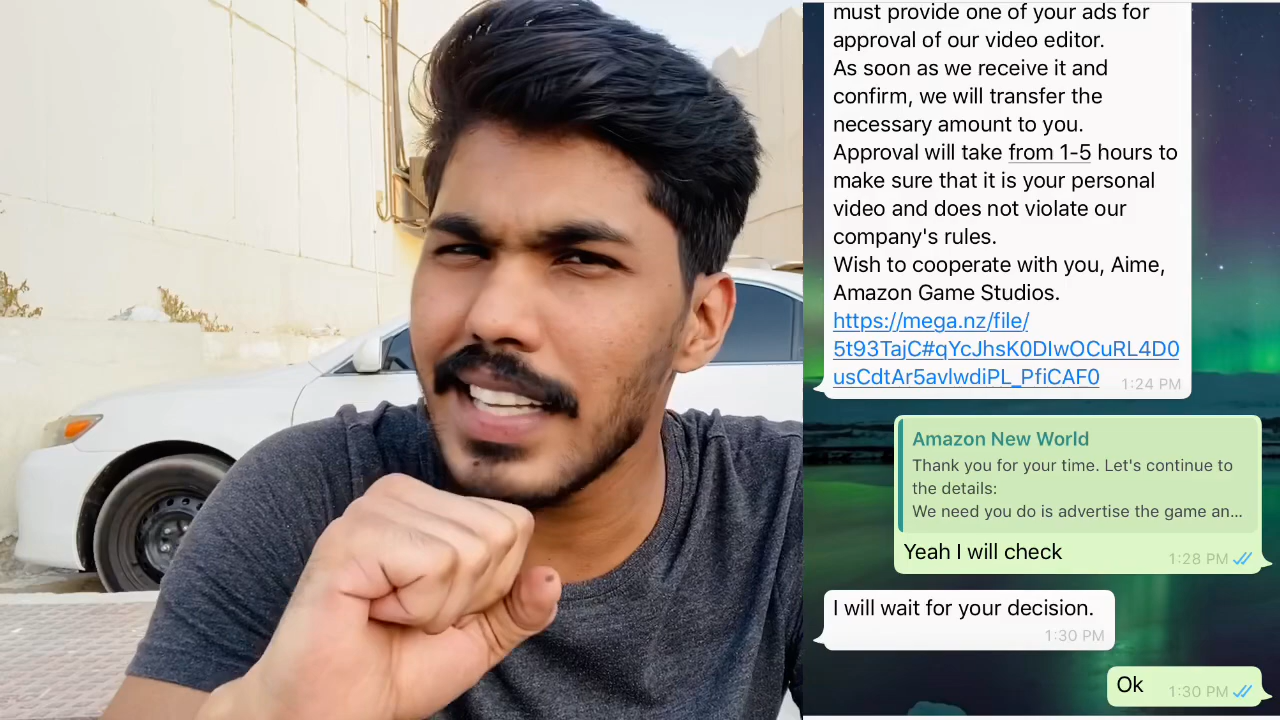 must provide one of your ads for
approval of our video editor.
As soon as we receive it and
confirm, we will transfer the
necessary amount to you.
Approval will take from 1-5 hours to
make sure that it is your personal
video and does not violate our
company's rules.
Wish to cooperate with you, Aime,
Amazon Game Studios.
https://mega.nz/file/
5t93TajC#qYcJhsK0DIwOCuRL4D0
usCdtAr5avlwdiPL_PfiCAF0
1:24 PM
Amazon New World
Thank you for your time. Let's continue to
the details:
We need you do is advertise the game an...
Yeah I will check
1:28 PM
I will wait for your decision.
1:30 PM
Ok
1:30 PM